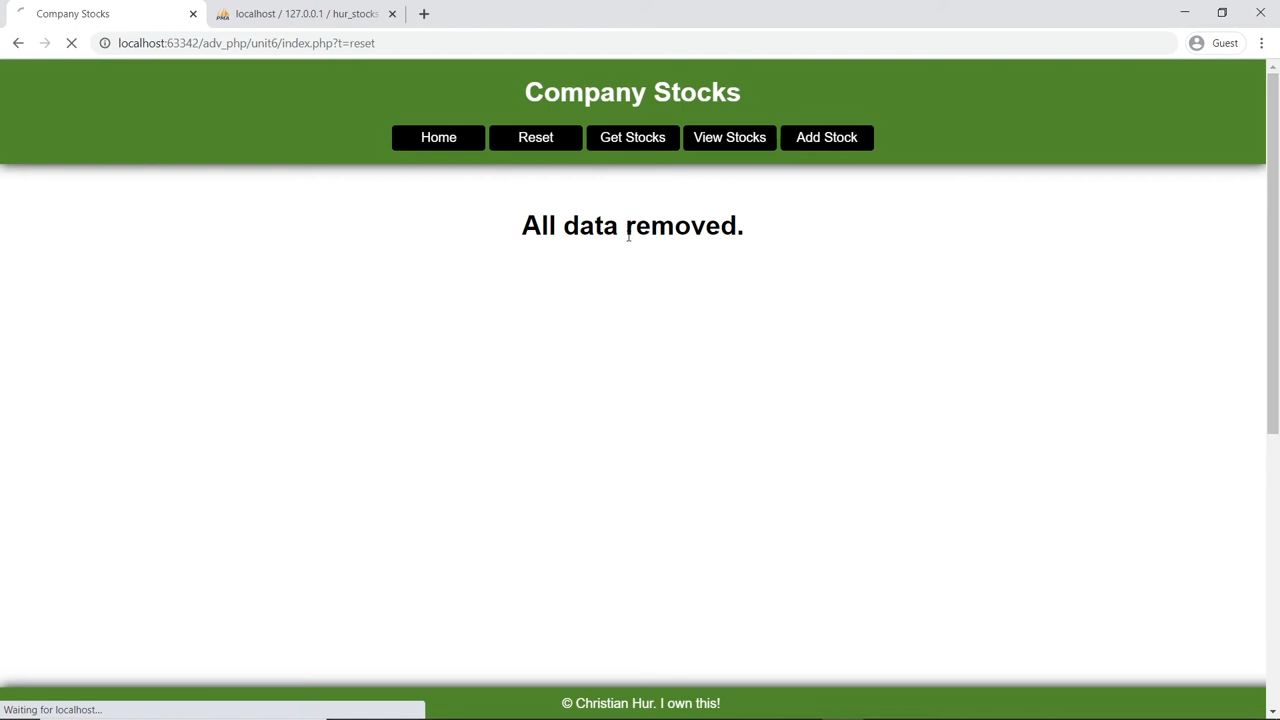 Company Stocks
localhost / 127.0.0.1 / hur_stocks
localhost:63342/adv_php/unit6/index.php?t=reset
Guest
Company Stocks
Home
Reset
Get Stocks
View Stocks
Add Stock
All data removed.
© Christian Hur. I own this!
Waiting for localhost...